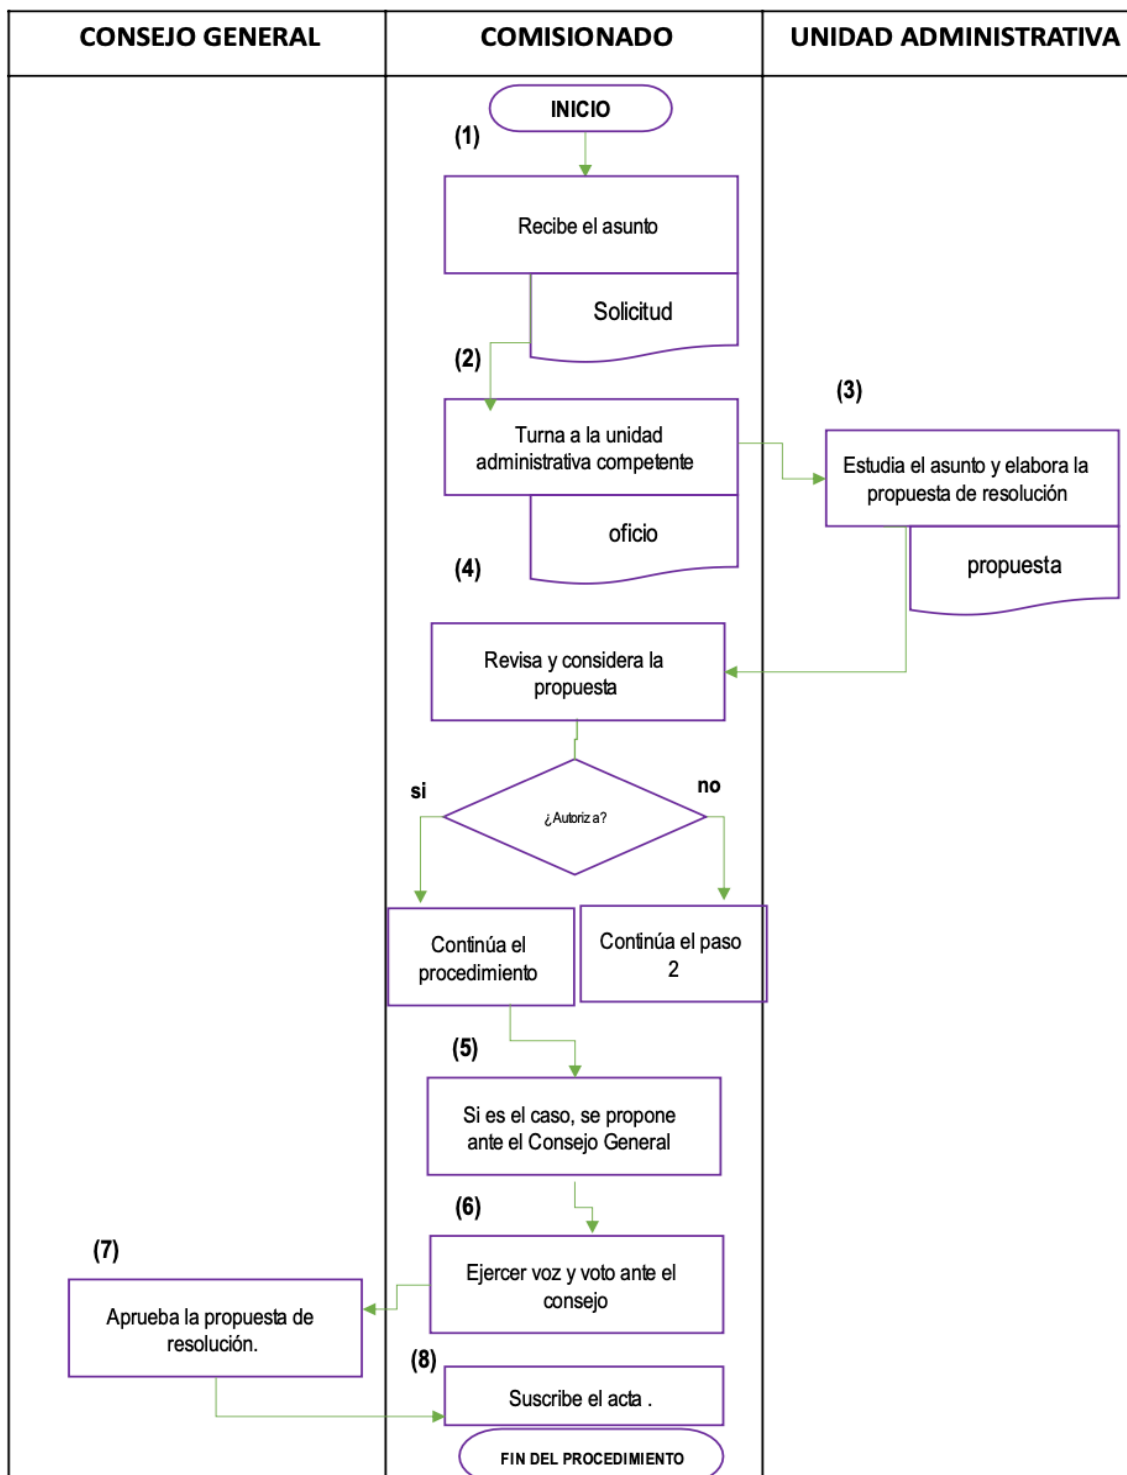 CONSEJO GENERAL
COMISIONADO
UNIDAD ADMINISTRATIVA
INICIO
(1)
Recibe el asunto
Solicitud
(2)
Turna a la unidad
administrativa competente
oficio
(3)
Estudia el asunto y elabora la
propuesta de resolución
propuesta
(4)
Revisa y considera la
propuesta
¿Autoriza?
si
no
Continúa el
procedimiento
Continúa el paso
2
(5)
Si es el caso, se propone
ante el Consejo General
(6)
Ejercer voz y voto ante el
consejo
(7)
Aprueba la propuesta de
resolución.
(8)
Suscribe el acta .
FIN DEL PROCEDIMIENTO